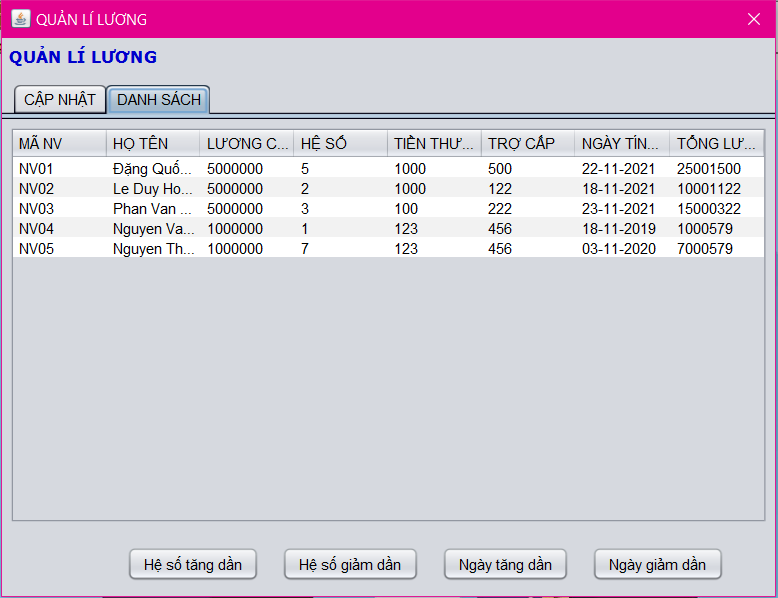 QUẢN LÍ LƯƠNG
QUẢN LÍ LƯƠNG
CẬP NHẬT DANH SÁCH
MÃ NV HỌ TÊN LƯƠNG C... HỆ SỐ TIỀN THƯ... TRỢ CẤP NGÀY TÍN... TỔNG LƯ...
NV01 Đặng Quố... 5000000 5 1000 500 22-11-2021 25001500
NV02 Le Duy Ho... 5000000 2 1000 122 18-11-2021 10001122
NV03 Phan Van ... 5000000 3 100 222 23-11-2021 15000322
NV04 Nguyen Va... 1000000 1 123 456 18-11-2019 1000579
NV05 Nguyen Th... 1000000 7 123 456 03-11-2020 7000579
Hệ số tăng dần Hệ số giảm dần Ngày tăng dần Ngày giảm dần